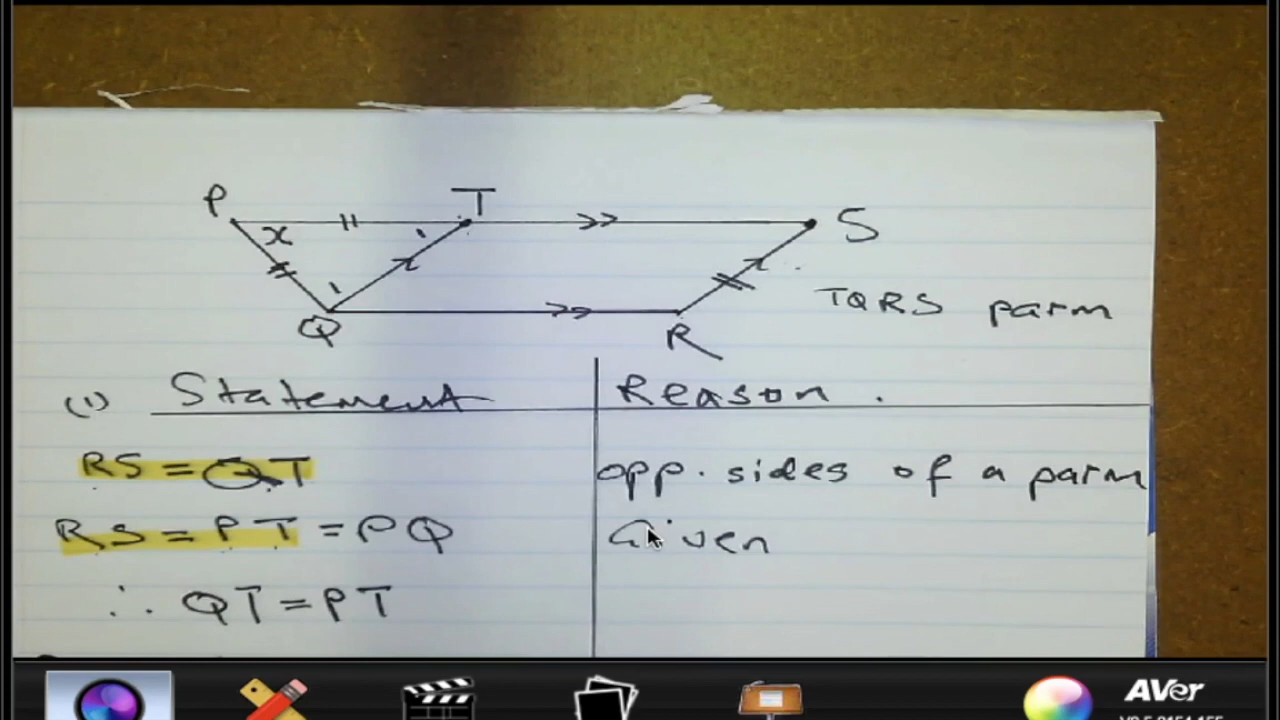 P T S
x
Q R
TQRS parm
(1) Statement Reason.
RS = QT opp. sides of a parm
RS = PT = PQ Given
∴ QT = PT
AVer